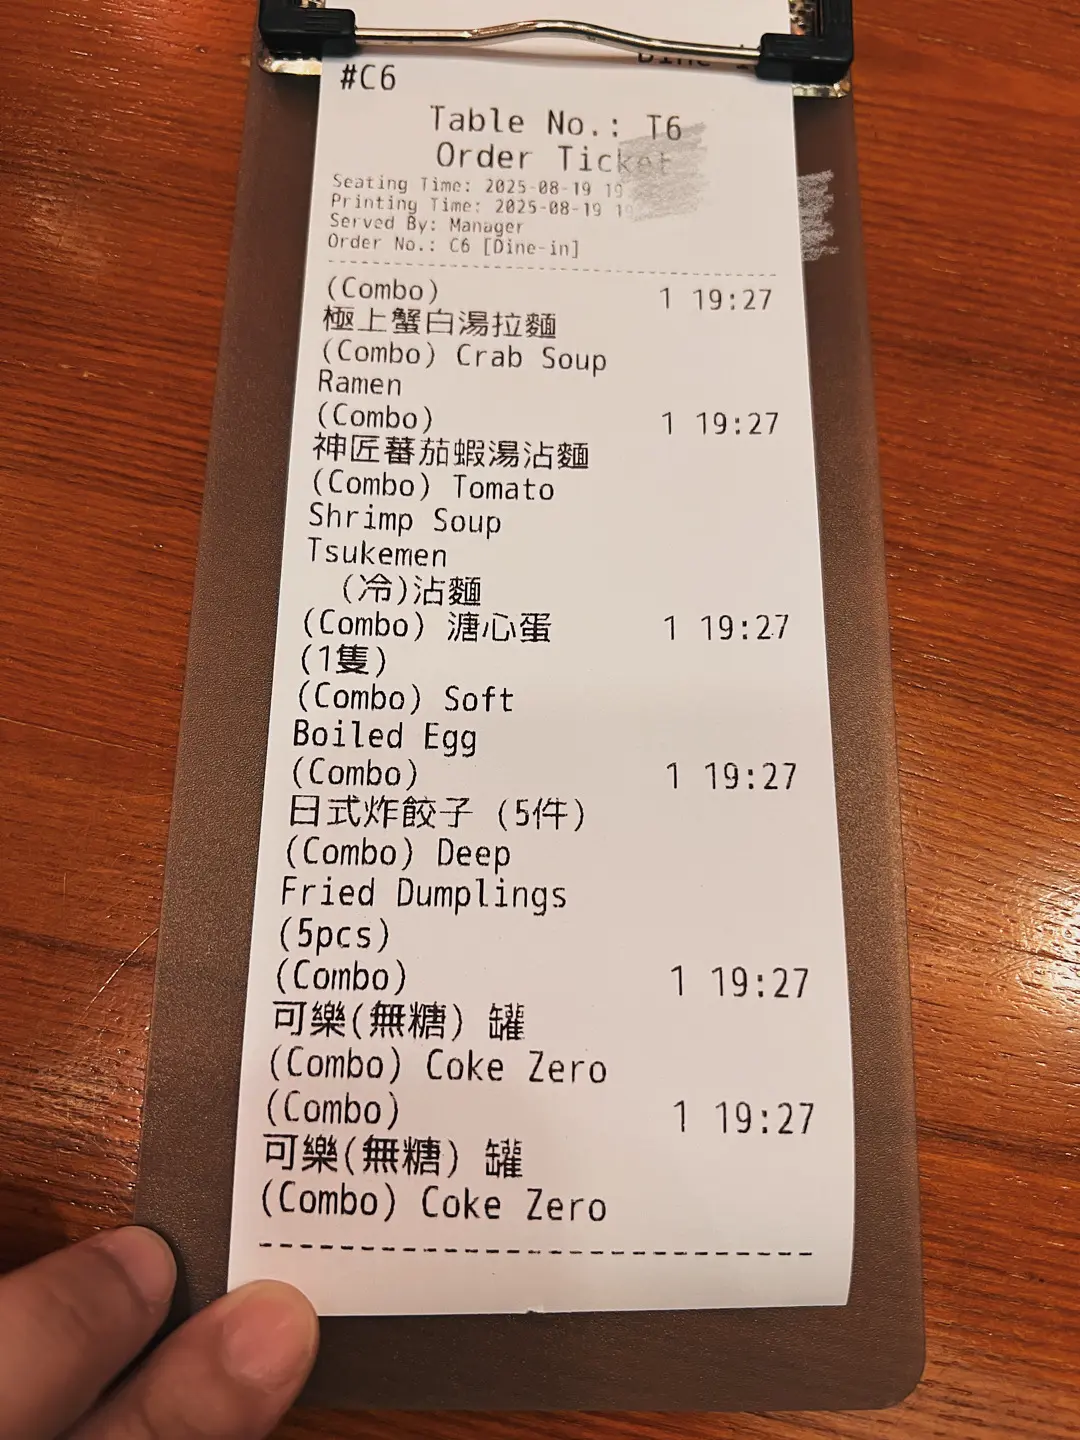 #C6
Table No.: T6
Order Ticket
Seating Time: 2025-08-19 19
Printing Time: 2025-08-19 19
Served By: Manager
Order No.: C6 [Dine-in]
(Combo) 1 19:27
極上蟹白湯拉麵
(Combo) Crab Soup
Ramen
(Combo) 1 19:27
神匠蕃茄蝦湯沾麵
(Combo) Tomato
Shrimp Soup
Tsukemen
(冷)沾麵
(Combo) 溏心蛋 1 19:27
(1隻)
(Combo) Soft
Boiled Egg
(Combo) 1 19:27
日式炸餃子 (5件)
(Combo) Deep
Fried Dumplings
(5pcs)
(Combo) 1 19:27
可樂(無糖) 罐
(Combo) Coke Zero
(Combo) 1 19:27
可樂(無糖) 罐
(Combo) Coke Zero